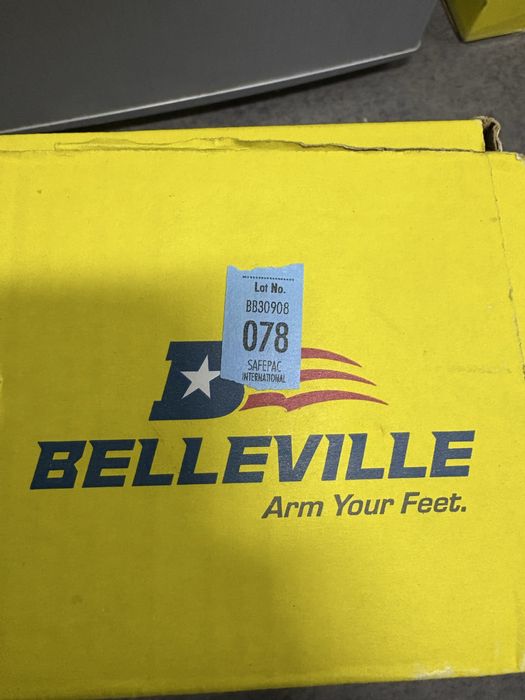 Lot No.
BB30908
078
SAFEPAC
INTERNATIONAL
BELLEVILLE
Arm Your Feet.